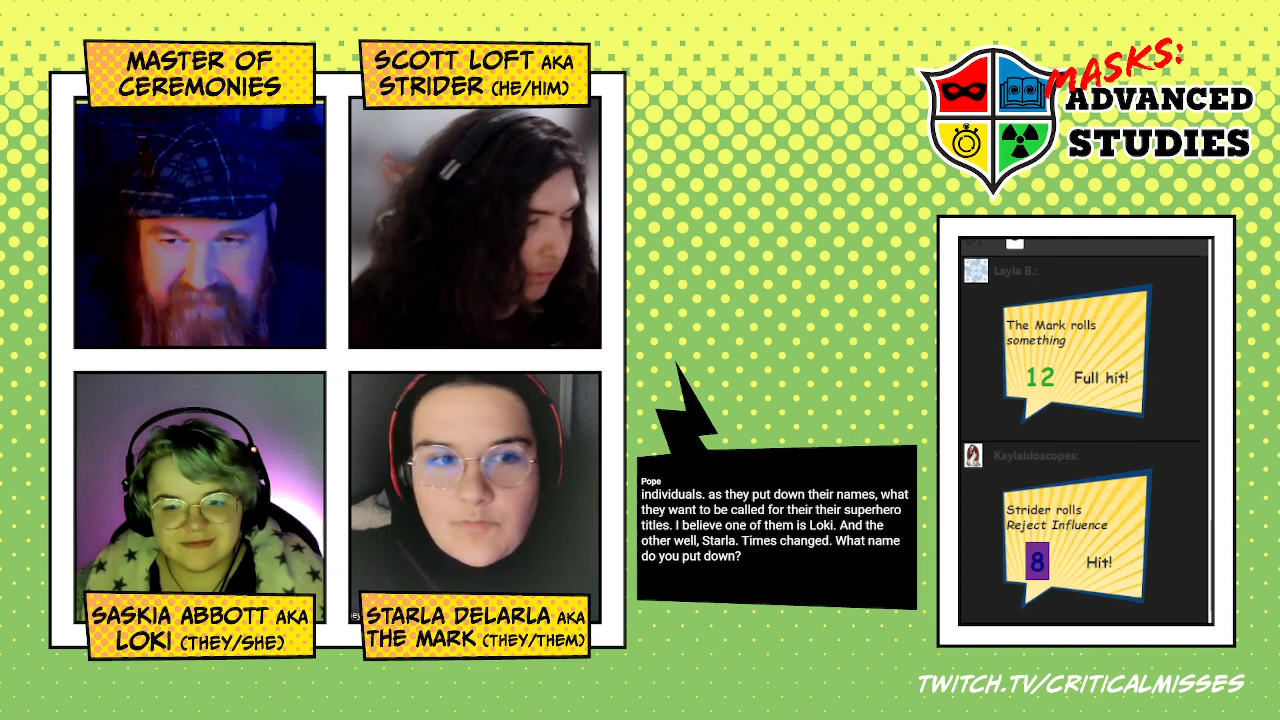 MASTER OF
CEREMONIES
SCOTT LOFT AKA
STRIDER (HE/HIM)
SASKIA ABBOTT AKA
LOKI (THEY/SHE)
STARLA DELARLA AKA
THE MARK (THEY/THEM)
Pope
individuals. as they put down their names, what
they want to be called for their their superhero
titles. I believe one of them is Loki. And the
other well, Starla. Times changed. What name
do you put down?
MASKS:
ADVANCED
STUDIES
Layla B.:
The Mark rolls
something
12 Full hit!
Kaylaidoscopes:
Strider rolls
Reject Influence
8 Hit!
TWITCH.TV/CRITICALMISSES